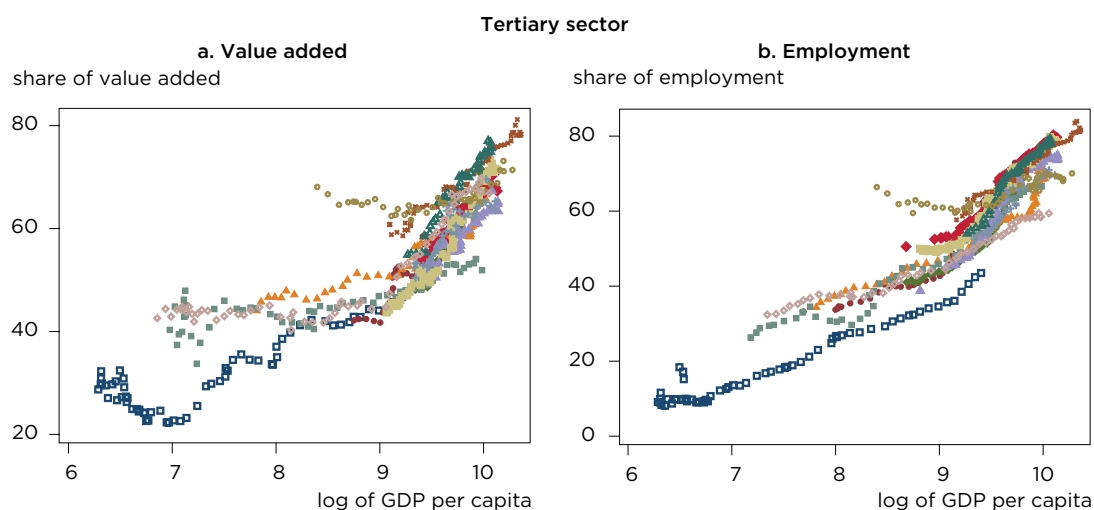 Tertiary sector
a. Value added
share of value added
80
60
40
20
6 7 8 9 10
log of GDP per capita
b. Employment
share of employment
80
60
40
20
0
6 7 8 9 10
log of GDP per capita